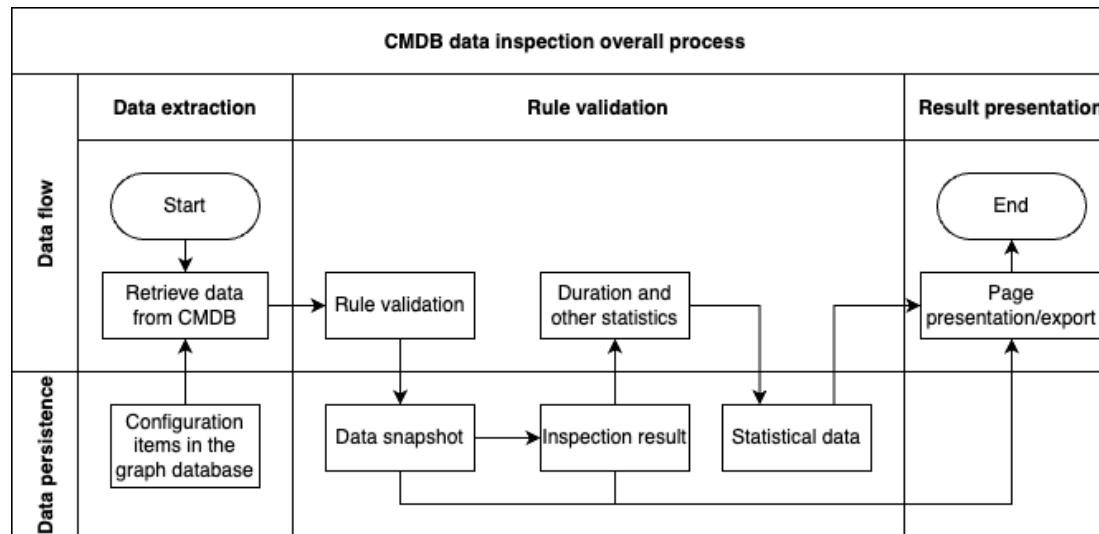 CMDB data inspection overall process
Data extraction
Rule validation
Result presentation
Data flow
Start
End
Retrieve data
from CMDB
Rule validation
Duration and
other statistics
Page
presentation/export
Data persistence
Configuration
items in the
graph database
Data snapshot
Inspection result
Statistical data